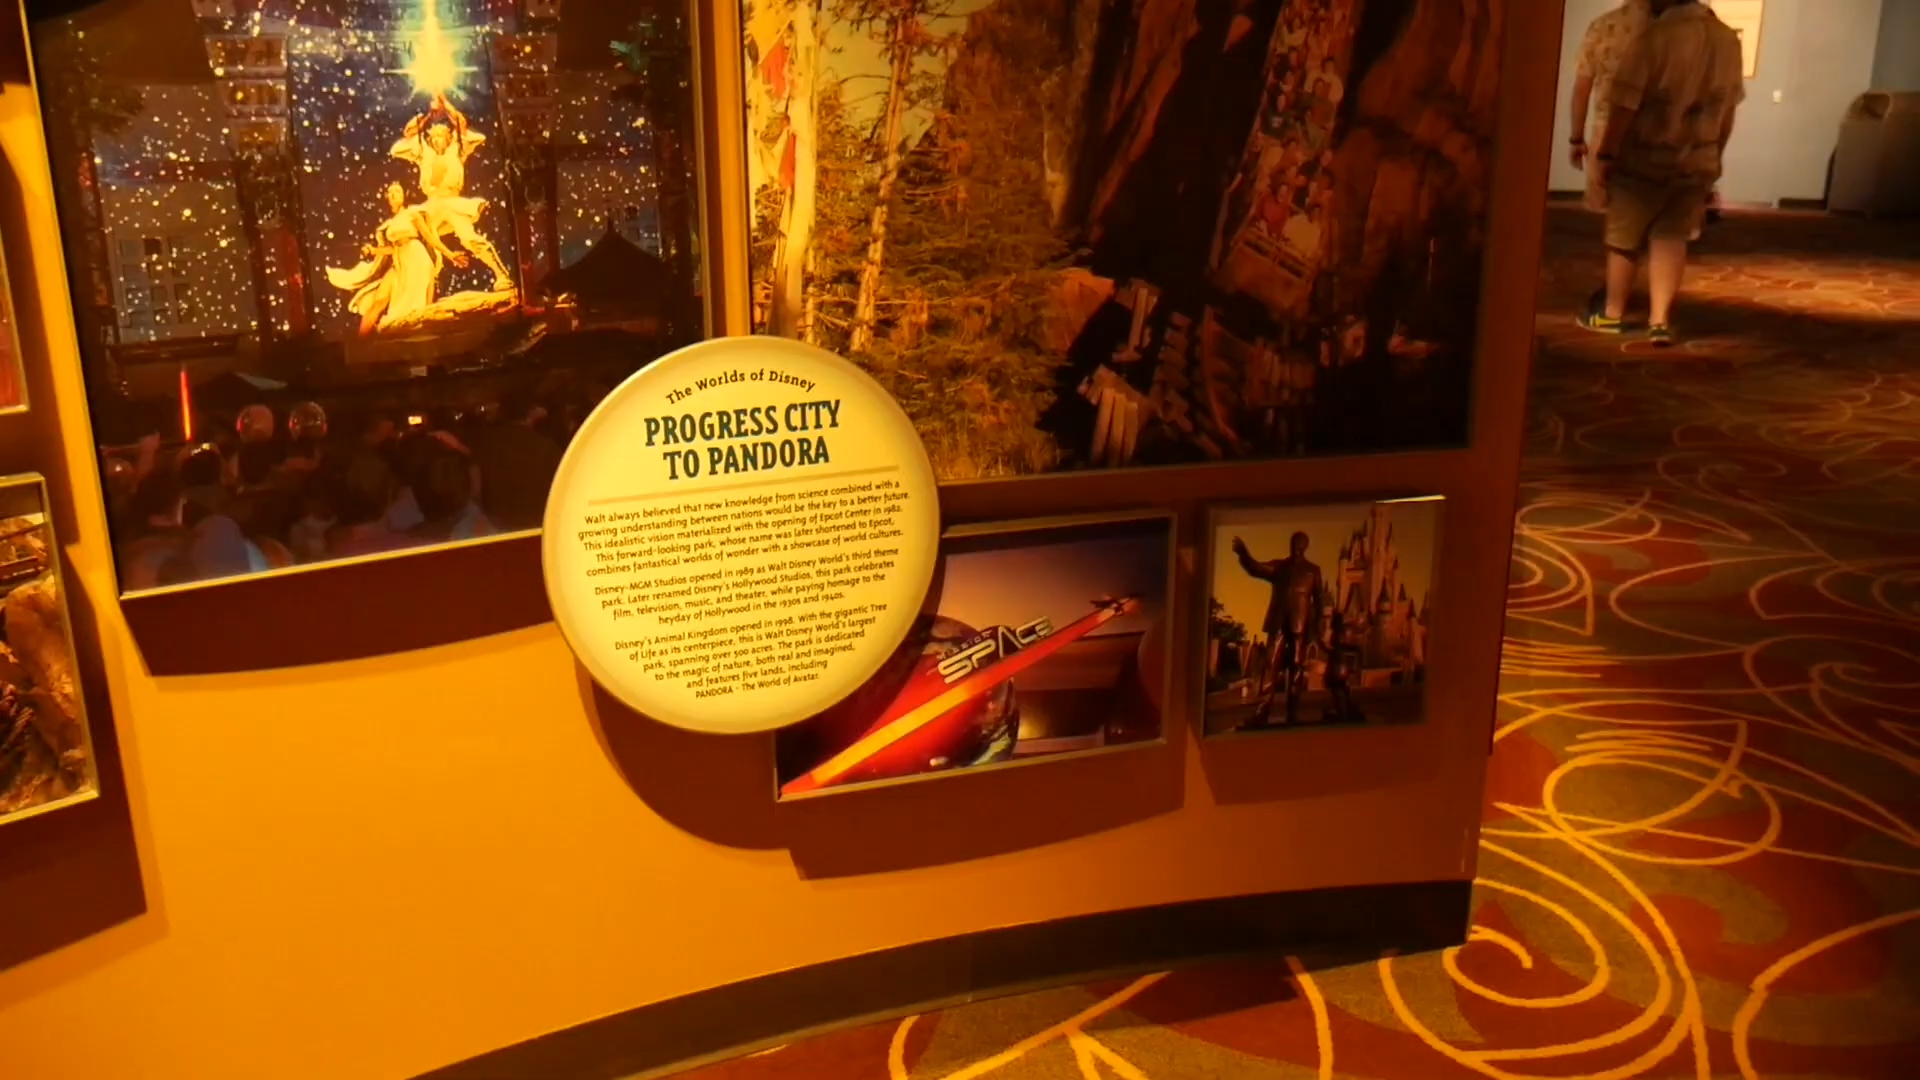 The Worlds of Disney
PROGRESS CITY
TO PANDORA
Walt always believed that new knowledge from science combined with a
growing understanding between nations would be the key to a better future.
This idealistic vision materialized with the opening of Epcot Center in 1982.
This forward-looking park, whose name was later shortened to Epcot,
combines fantastical worlds of wonder with a showcase of world cultures.
Disney-MGM Studios opened in 1989 as Walt Disney World's third theme
park. Later renamed Disney's Hollywood Studios, this park celebrates
film, television, music, and theater, while paying homage to the
heyday of Hollywood in the 1930s and 1940s.
Disney's Animal Kingdom opened in 1998. With the gigantic Tree
of Life as its centerpiece, this is Walt Disney World's largest
park, spanning over 500 acres. The park is dedicated
to the magic of nature, both real and imagined,
and features five lands, including
PANDORA - The World of Avatar.
MISSION
SPACE